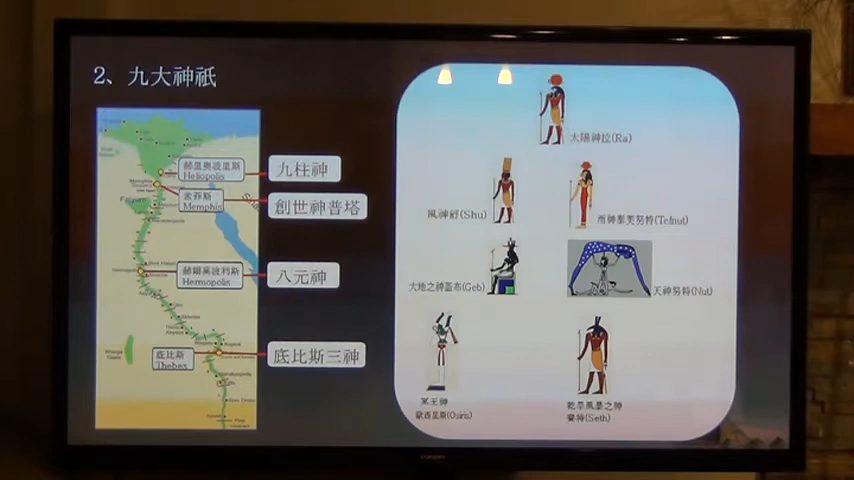 2、九大神祇
赫里奧波里斯
Heliopolis
九柱神
孟菲斯
Memphis
創世神普塔
赫爾莫波利斯
Hermopolis
八元神
底比斯
Thebes
底比斯三神
太陽神拉(Ra)
風神舒(Shu)
雨神泰芙努特(Tefnut)
大地之神蓋布(Geb)
天神努特(Nut)
冥王神
歐西里斯(Osiris)
乾旱風暴之神
賽特(Seth)